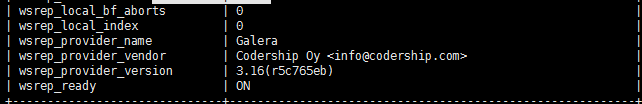 | wsrep_local_bf_aborts | 0
| wsrep_local_index | 0
| wsrep_provider_name | Galera
| wsrep_provider_vendor | Codership Oy <info@codership.com>
| wsrep_provider_version | 3.16(r5c765eb)
| wsrep_ready | ON